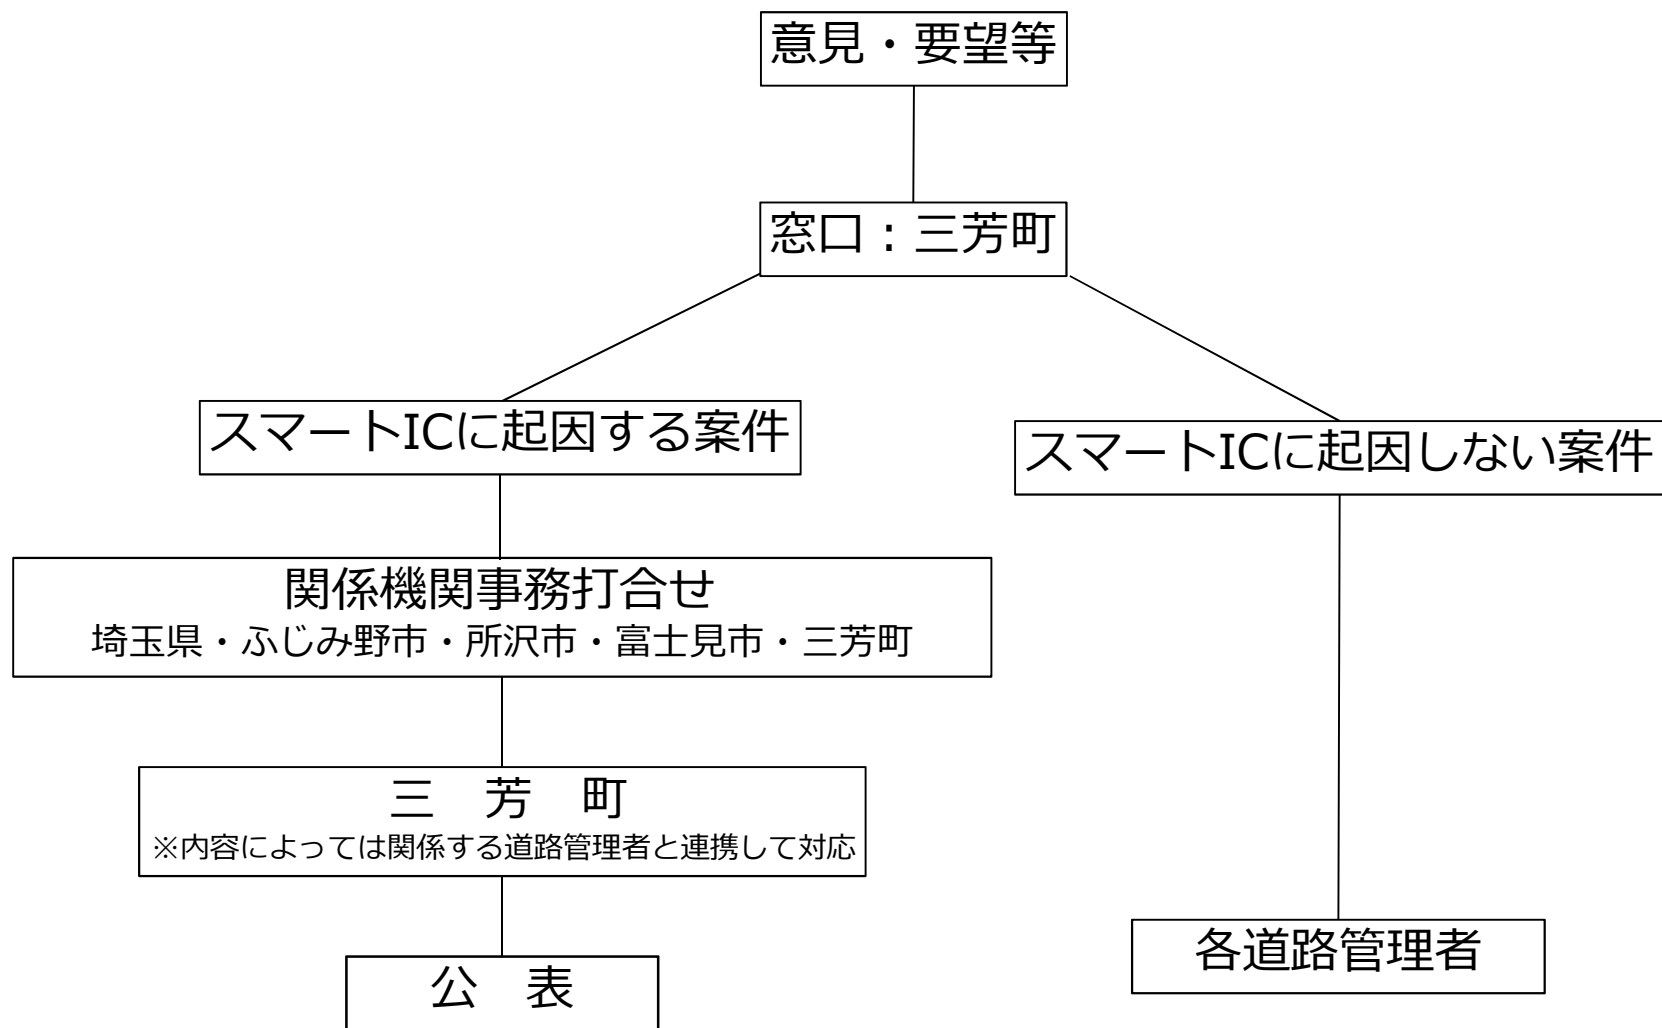 意見・要望等
窓口：三芳町
スマートICに起因する案件
スマートICに起因しない案件
関係機関事務打合せ
埼玉県・ふじみ野市・所沢市・富士見市・三芳町
三　芳　町
※内容によっては関係する道路管理者と連携して対応
各道路管理者
公　表